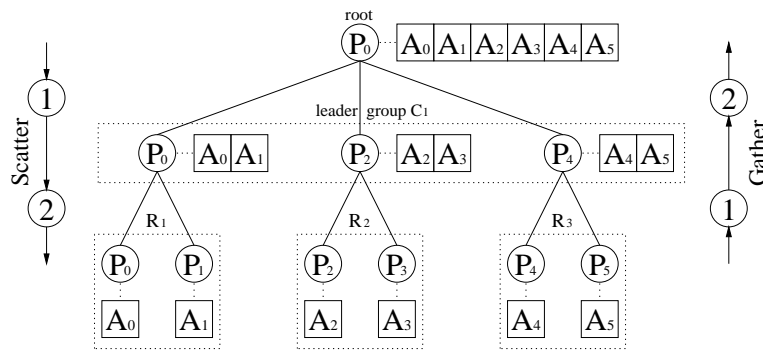 root
P0 A0 A1 A2 A3 A4 A5
1 2
leader group C1
Scatter Gather
P0 A0 A1 P2 A2 A3 P4 A4 A5
2 1
R1 R2 R3
P0 P1 P2 P3 P4 P5
A0 A1 A2 A3 A4 A5